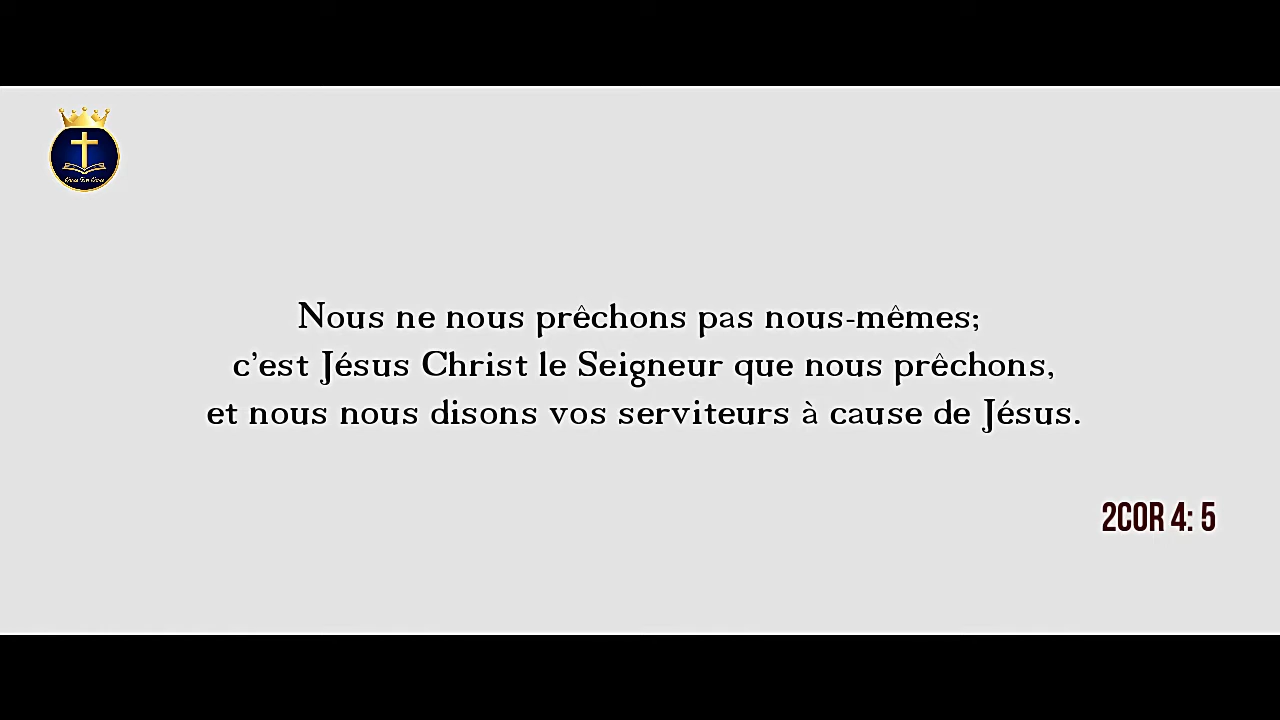 Nous ne nous prêchons pas nous-mêmes;
c'est Jésus Christ le Seigneur que nous prêchons,
et nous nous disons vos serviteurs à cause de Jésus.
2COR 4: 5